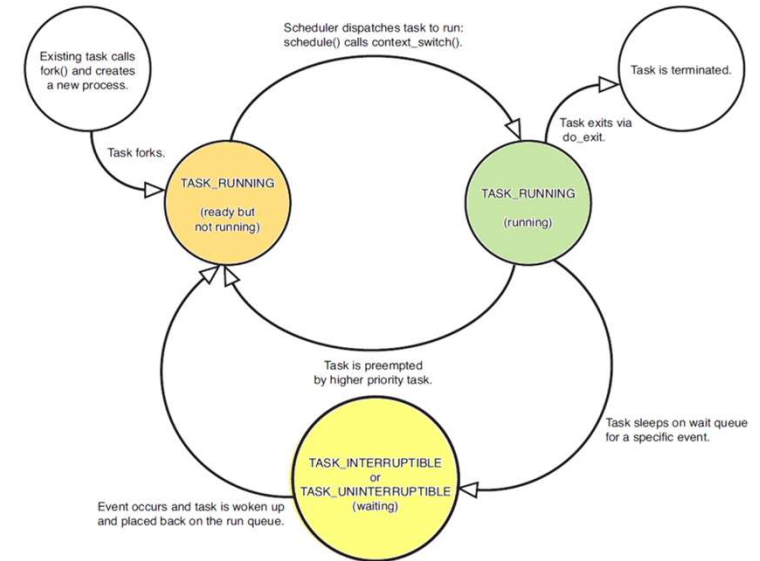 Scheduler dispatches task to run:
schedule() calls context_switch().
Existing task calls
fork() and creates
a new process.
Task is terminated.
Task exits via
do_exit.
Task forks.
TASK_RUNNING
(ready but
not running)
TASK_RUNNING
(running)
Task is preempted
by higher priority task.
Task sleeps on wait queue
for a specific event.
TASK_INTERRUPTIBLE
or
TASK_UNINTERRUPTIBLE
(waiting)
Event occurs and task is woken up
and placed back on the run queue.